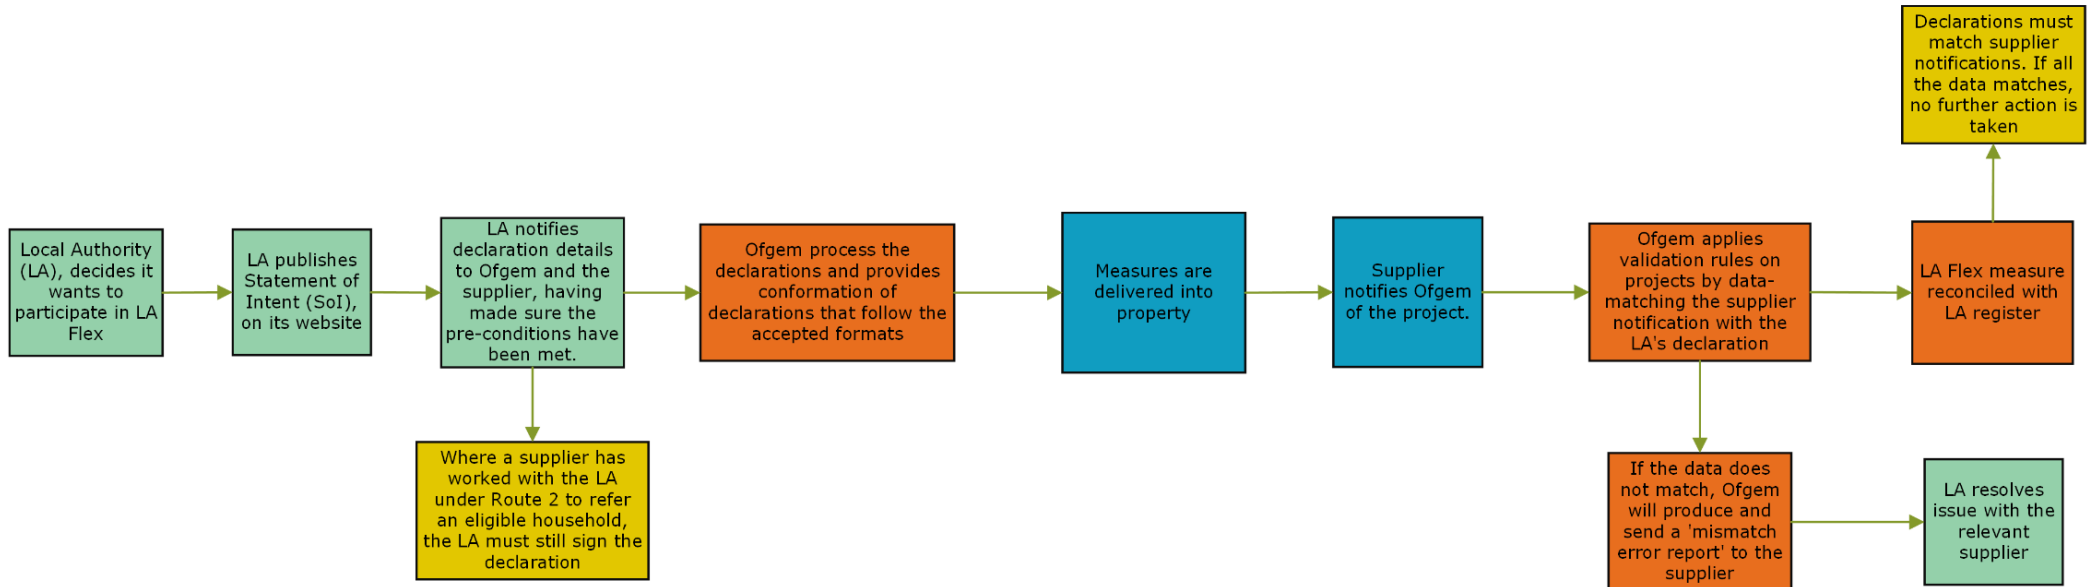 Local Authority
(LA), decides it
wants to
participate in LA
Flex
LA publishes
Statement of
Intent (SoI),
on its website
LA notifies
declaration details
to Ofgem and the
supplier, having
made sure the
pre-conditions have
been met.
Where a supplier has
worked with the LA
under Route 2 to refer
an eligible household,
the LA must still sign the
declaration
Ofgem process the
declarations and provides
conformation of
declarations that follow the
accepted formats
Measures are
delivered into
property
Supplier
notifies Ofgem
of the project.
Ofgem applies
validation rules on
projects by data-
matching the supplier
notification with the
LA's declaration
LA Flex measure
reconciled with
LA register
Declarations must
match supplier
notifications. If all
the data matches,
no further action is
taken
If the data does
not match, Ofgem
will produce and
send a 'mismatch
error report' to the
supplier
LA resolves
issue with the
relevant
supplier